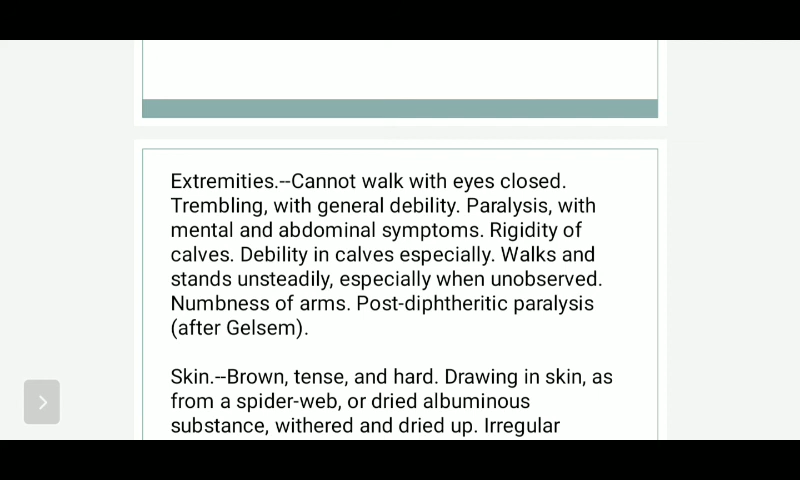 Extremities.--Cannot walk with eyes closed.
Trembling, with general debility. Paralysis, with
mental and abdominal symptoms. Rigidity of
calves. Debility in calves especially. Walks and
stands unsteadily, especially when unobserved.
Numbness of arms. Post-diphtheritic paralysis
(after Gelsem).
Skin.--Brown, tense, and hard. Drawing in skin, as
from a spider-web, or dried albuminous
substance, withered and dried up. Irregular